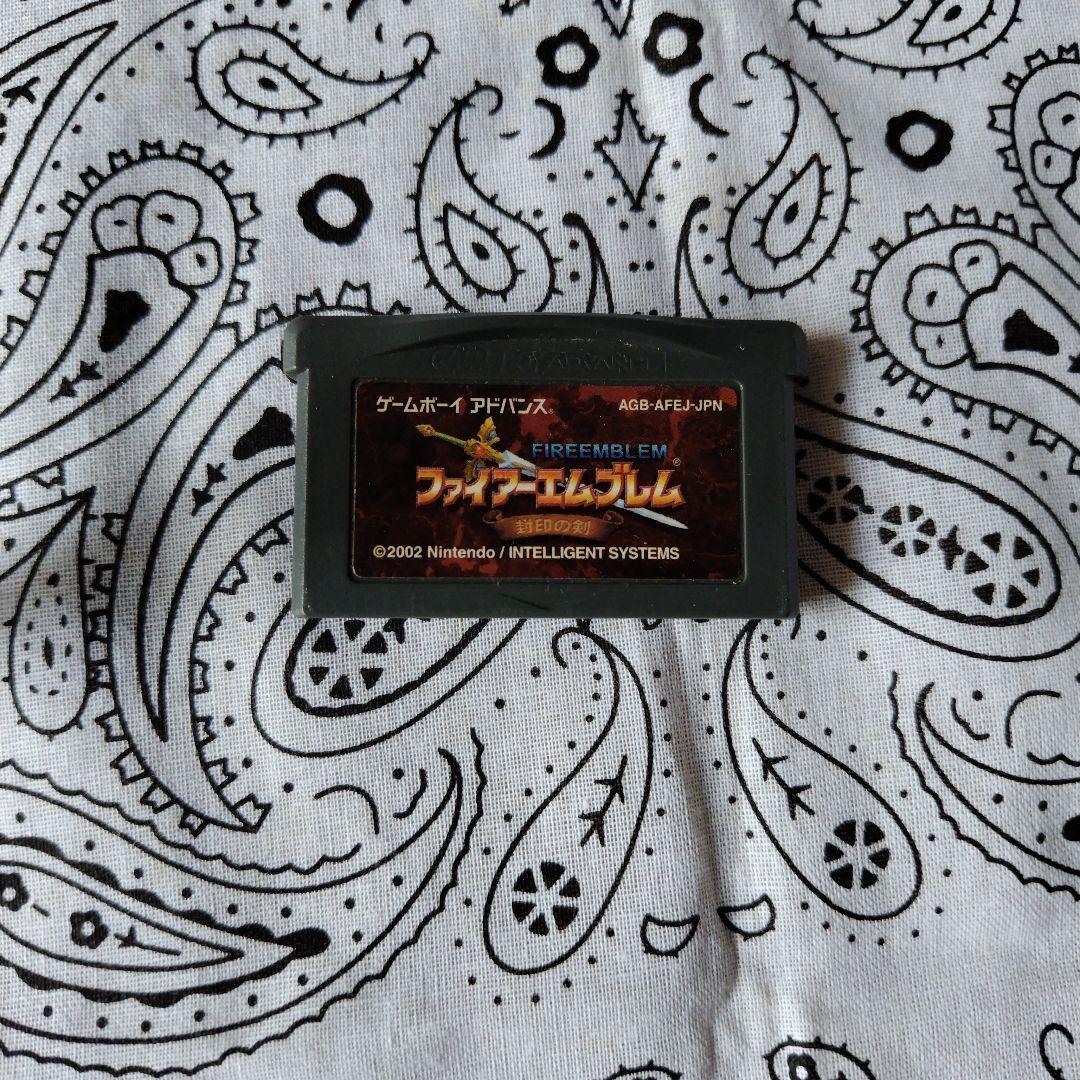 GAME BOY ADVANCE
ゲームボーイ アドバンス® AGB-AFEJ-JPN
FIREEMBLEM
ファイアーエムブレム®
封印の剣
©2002 Nintendo / INTELLIGENT SYSTEMS